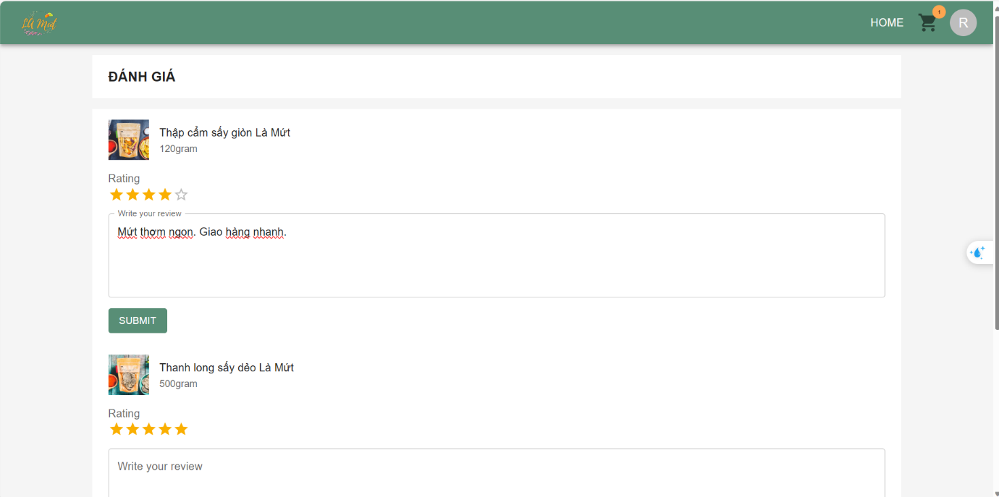 Là Mứt
HOME
1
R
ĐÁNH GIÁ
Thập cẩm sấy giòn Là Mứt
120gram
Rating
Write your review
Mứt thơm ngon. Giao hàng nhanh.
SUBMIT
Thanh long sấy dẻo Là Mứt
500gram
Rating
Write your review